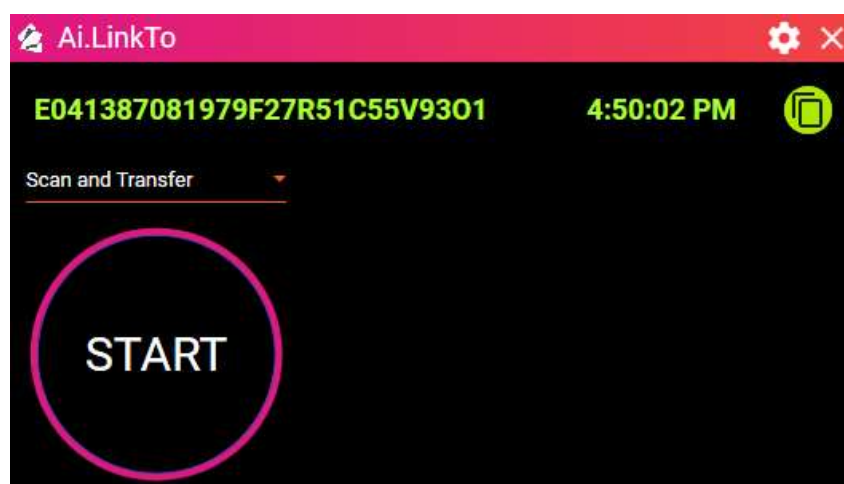 Ai.LinkTo
E041387081979F27R51C55V93O1 4:50:02 PM
Scan and Transfer
START